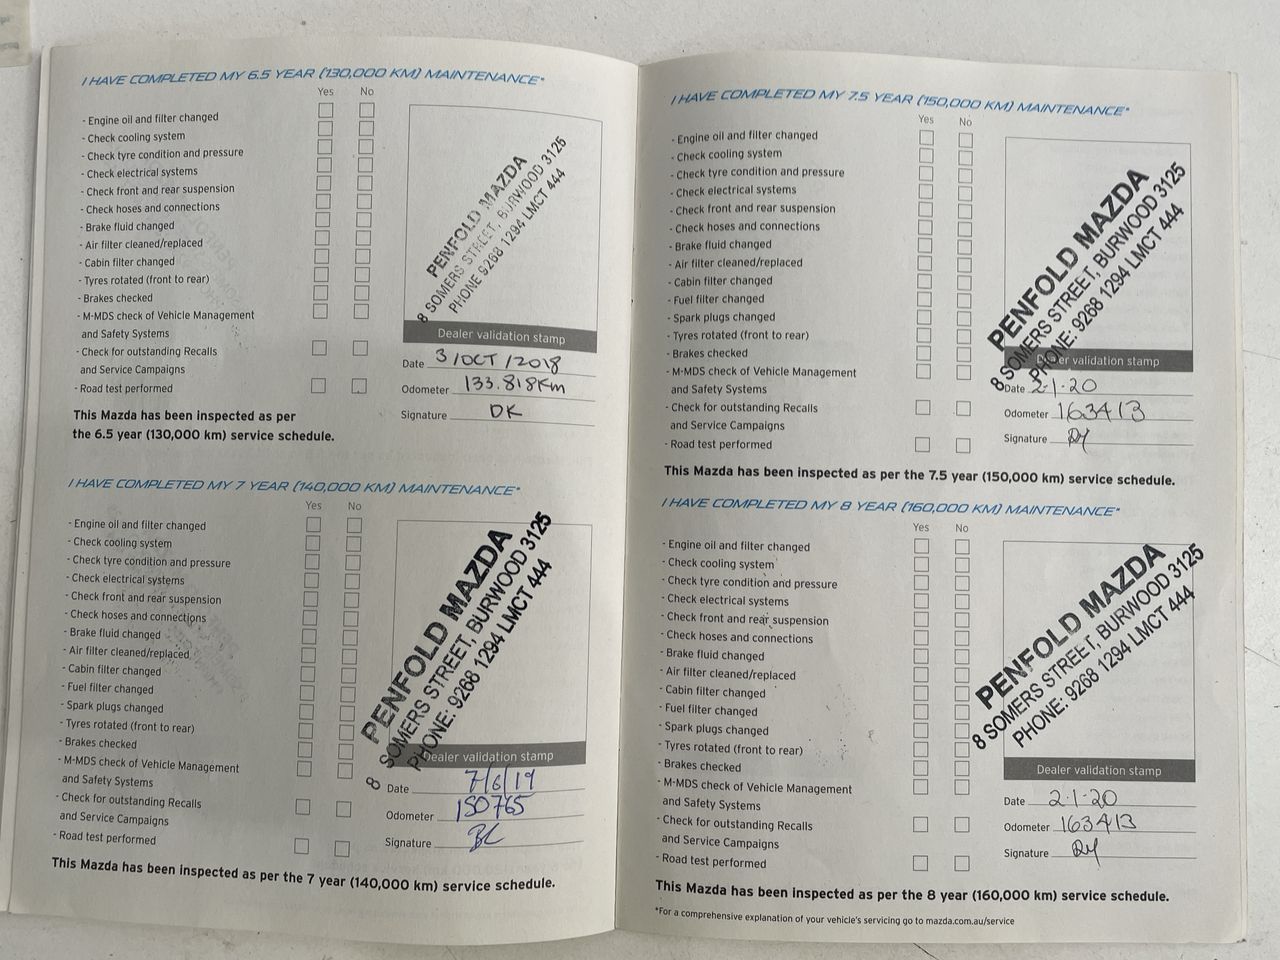 I HAVE COMPLETED MY 6.5 YEAR (130,000 KM) MAINTENANCE*
Yes No
- Engine oil and filter changed
- Check cooling system
- Check tyre condition and pressure
- Check electrical systems
- Check front and rear suspension
- Check hoses and connections
- Brake fluid changed
- Air filter cleaned/replaced
- Cabin filter changed
- Tyres rotated (front to rear)
- Brakes checked
- M-MDS check of Vehicle Management
and Safety Systems
- Check for outstanding Recalls
and Service Campaigns
- Road test performed
PENFOLD MAZDA
8 SOMERS STREET, BURWOOD 3125
PHONE 9268 1294 LMCT 444
Dealer validation stamp
Date 3/OCT/2018
Odometer 133.818Km
Signature DK
This Mazda has been inspected as per
the 6.5 year (130,000 km) service schedule.
I HAVE COMPLETED MY 7 YEAR (140,000 KM) MAINTENANCE*
Yes No
- Engine oil and filter changed
- Check cooling system
- Check tyre condition and pressure
- Check electrical systems
- Check front and rear suspension
- Check hoses and connections
- Brake fluid changed
- Air filter cleaned/replaced
- Cabin filter changed
- Fuel filter changed
- Spark plugs changed
- Tyres rotated (front to rear)
- Brakes checked
- M-MDS check of Vehicle Management
and Safety Systems
- Check for outstanding Recalls
and Service Campaigns
- Road test performed
PENFOLD MAZDA
8 SOMERS STREET, BURWOOD 3125
PHONE: 9268 1294 LMCT 444
Dealer validation stamp
Date 7/6/19
Odometer 150765
Signature
This Mazda has been inspected as per the 7 year (140,000 km) service schedule.
I HAVE COMPLETED MY 7.5 YEAR (150,000 KM) MAINTENANCE*
Yes No
- Engine oil and filter changed
- Check cooling system
- Check tyre condition and pressure
- Check electrical systems
- Check front and rear suspension
- Check hoses and connections
- Brake fluid changed
- Air filter cleaned/replaced
- Cabin filter changed
- Fuel filter changed
- Spark plugs changed
- Tyres rotated (front to rear)
- Brakes checked
- M-MDS check of Vehicle Management
and Safety Systems
- Check for outstanding Recalls
and Service Campaigns
- Road test performed
PENFOLD MAZDA
8 SOMERS STREET, BURWOOD 3125
PHONE: 9268 1294 LMCT 444
Dealer validation stamp
Date 2-1-20
Odometer 163413
Signature
This Mazda has been inspected as per the 7.5 year (150,000 km) service schedule.
I HAVE COMPLETED MY 8 YEAR (160,000 KM) MAINTENANCE*
Yes No
- Engine oil and filter changed
- Check cooling system
- Check tyre condition and pressure
- Check electrical systems
- Check front and rear suspension
- Check hoses and connections
- Brake fluid changed
- Air filter cleaned/replaced
- Cabin filter changed
- Fuel filter changed
- Spark plugs changed
- Tyres rotated (front to rear)
- Brakes checked
- M-MDS check of Vehicle Management
and Safety Systems
- Check for outstanding Recalls
and Service Campaigns
- Road test performed
PENFOLD MAZDA
8 SOMERS STREET, BURWOOD 3125
PHONE: 9268 1294 LMCT 444
Dealer validation stamp
Date 2-1-20
Odometer 163413
Signature
This Mazda has been inspected as per the 8 year (160,000 km) service schedule.
*For a comprehensive explanation of your vehicle's servicing go to mazda.com.au/service